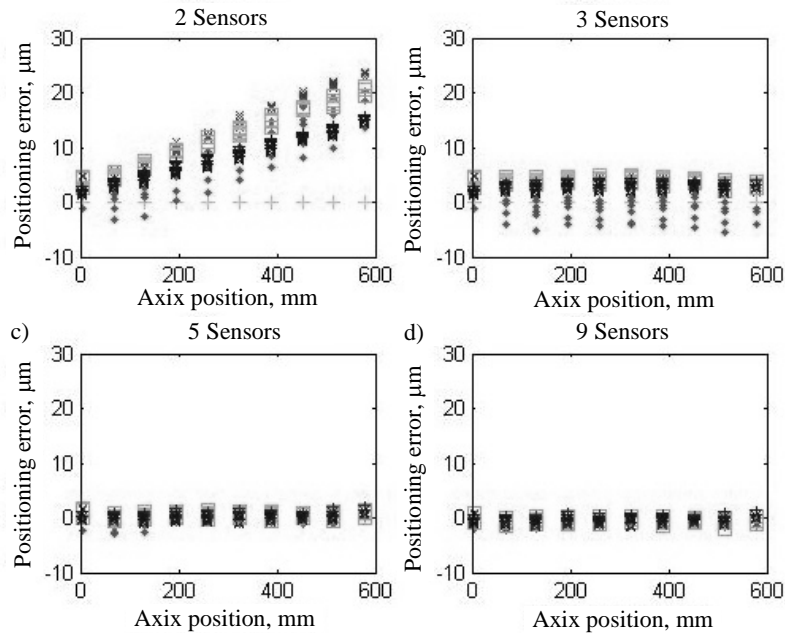 2 Sensors
30
20
10
0
-10
Positioning error, μm
0 200 400 600
Axix position, mm
3 Sensors
30
20
10
0
-10
Positioning error, μm
0 200 400 600
Axix position, mm
c) 5 Sensors
30
20
10
0
-10
Positioning error, μm
0 200 400 600
Axix position, mm
d) 9 Sensors
30
20
10
0
-10
Positioning error, μm
0 200 400 600
Axix position, mm